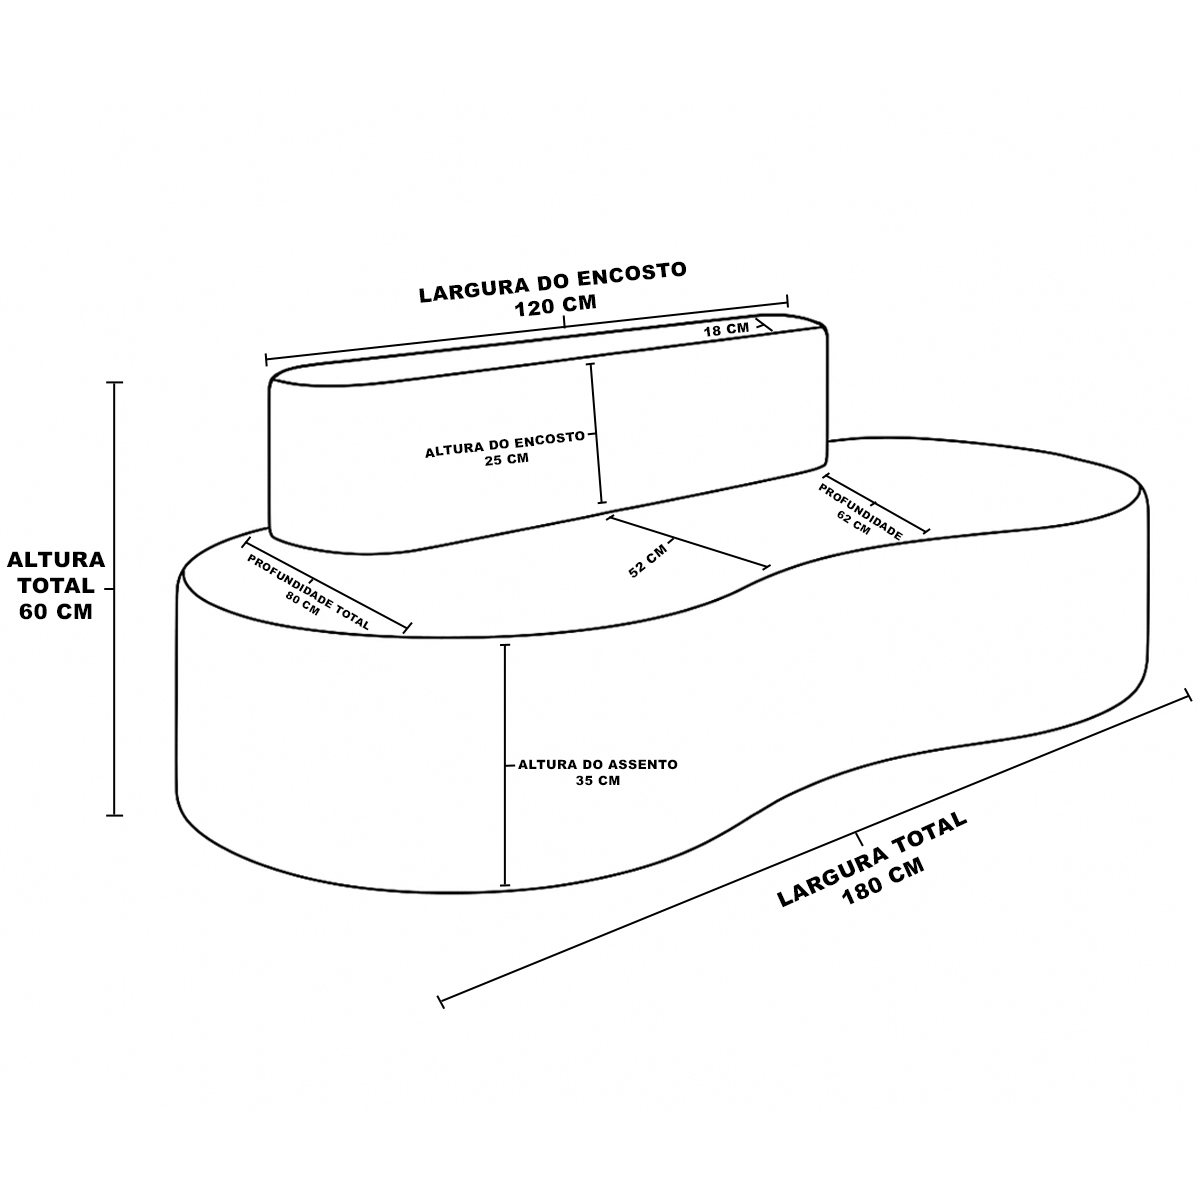 LARGURA DO ENCOSTO
120 CM
18 CM
ALTURA DO ENCOSTO
25 CM
PROFUNDIDADE
62 CM
52 CM
ALTURA
TOTAL
60 CM
PROFUNDIDADE TOTAL
80 CM
ALTURA DO ASSENTO
35 CM
LARGURA TOTAL
180 CM